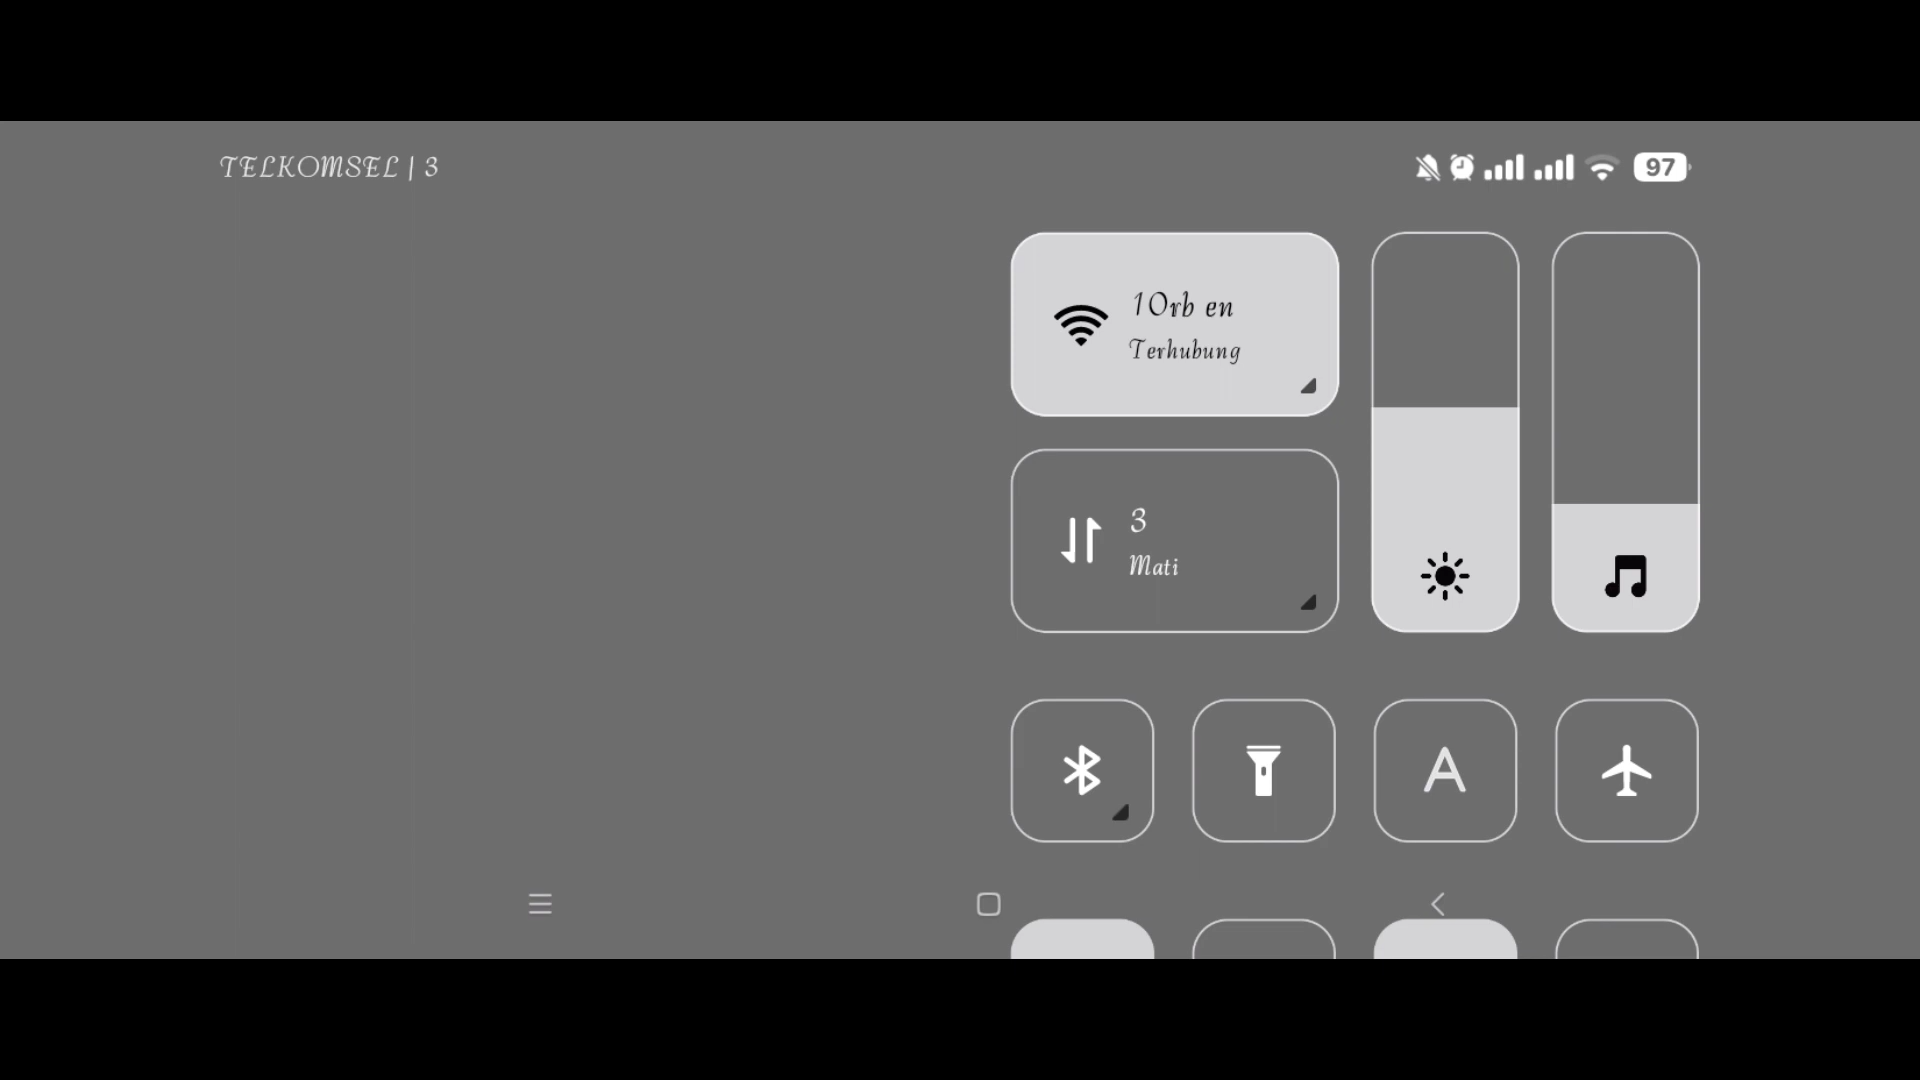 TELKOMSEL | 3
97
10rb en
Terhubung
3
Mati
A